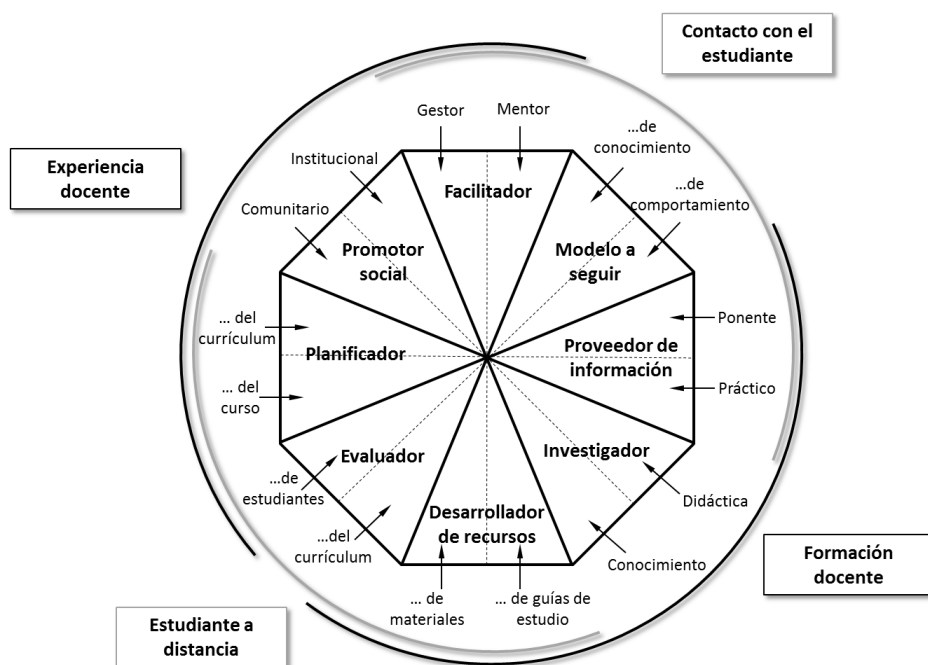 Contacto con el
estudiante
Experiencia
docente
Gestor
Mentor
Institucional
Comunitario
...de
conocimiento
...de
comportamiento
Facilitador
Promotor
social
Modelo a
seguir
... del
currículum
Planificador
Proveedor de
información
Ponente
Práctico
... del
curso
Evaluador
Investigador
...de
estudiantes
Didáctica
...del
currículum
Desarrollador
de recursos
Conocimiento
... de
materiales
... de guías de
estudio
Formación
docente
Estudiante a
distancia